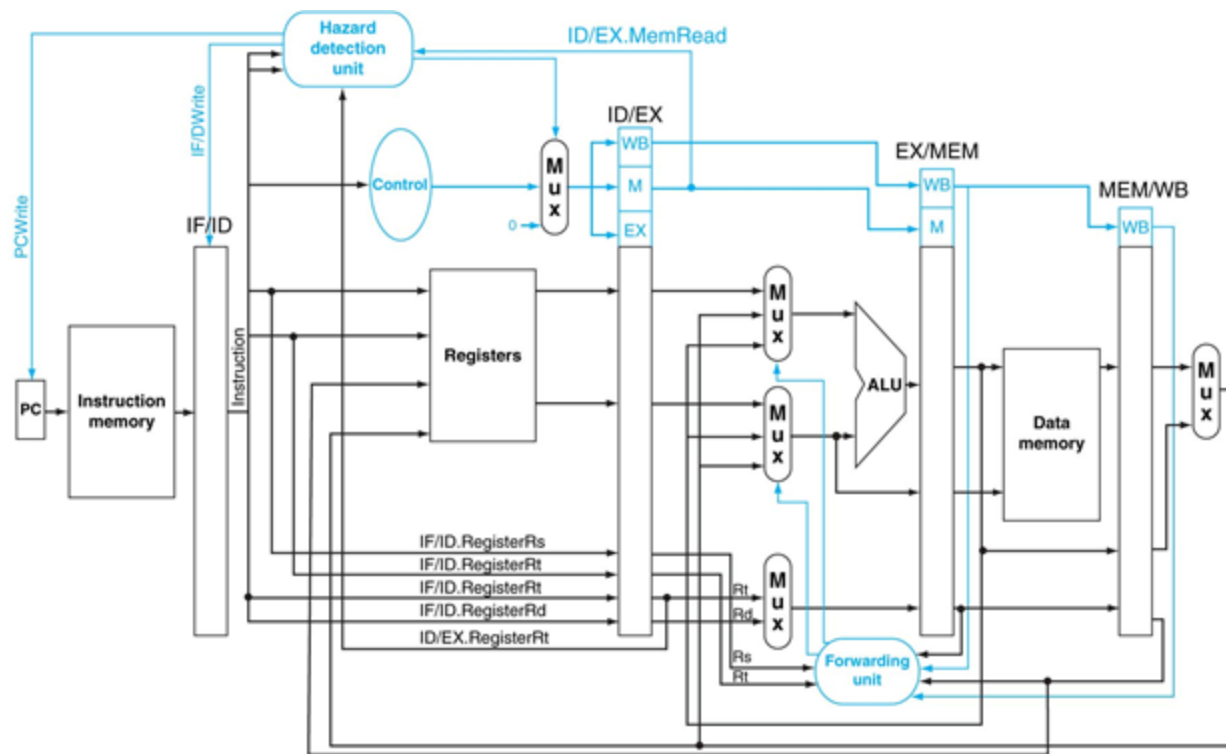 Hazard
detection
unit
ID/EX.MemRead
ID/EX
EX/MEM
MEM/WB
IF/ID
PCWrite
IF/DWrite
Control
0
M
u
x
WB
M
EX
WB
M
WB
PC
Instruction
memory
Instruction
Registers
M
u
x
M
u
x
ALU
Data
memory
M
u
x
IF/ID.RegisterRs
IF/ID.RegisterRt
IF/ID.RegisterRt
IF/ID.RegisterRd
ID/EX.RegisterRt
Rt
Rd
M
u
x
Rs
Rt
Forwarding
unit